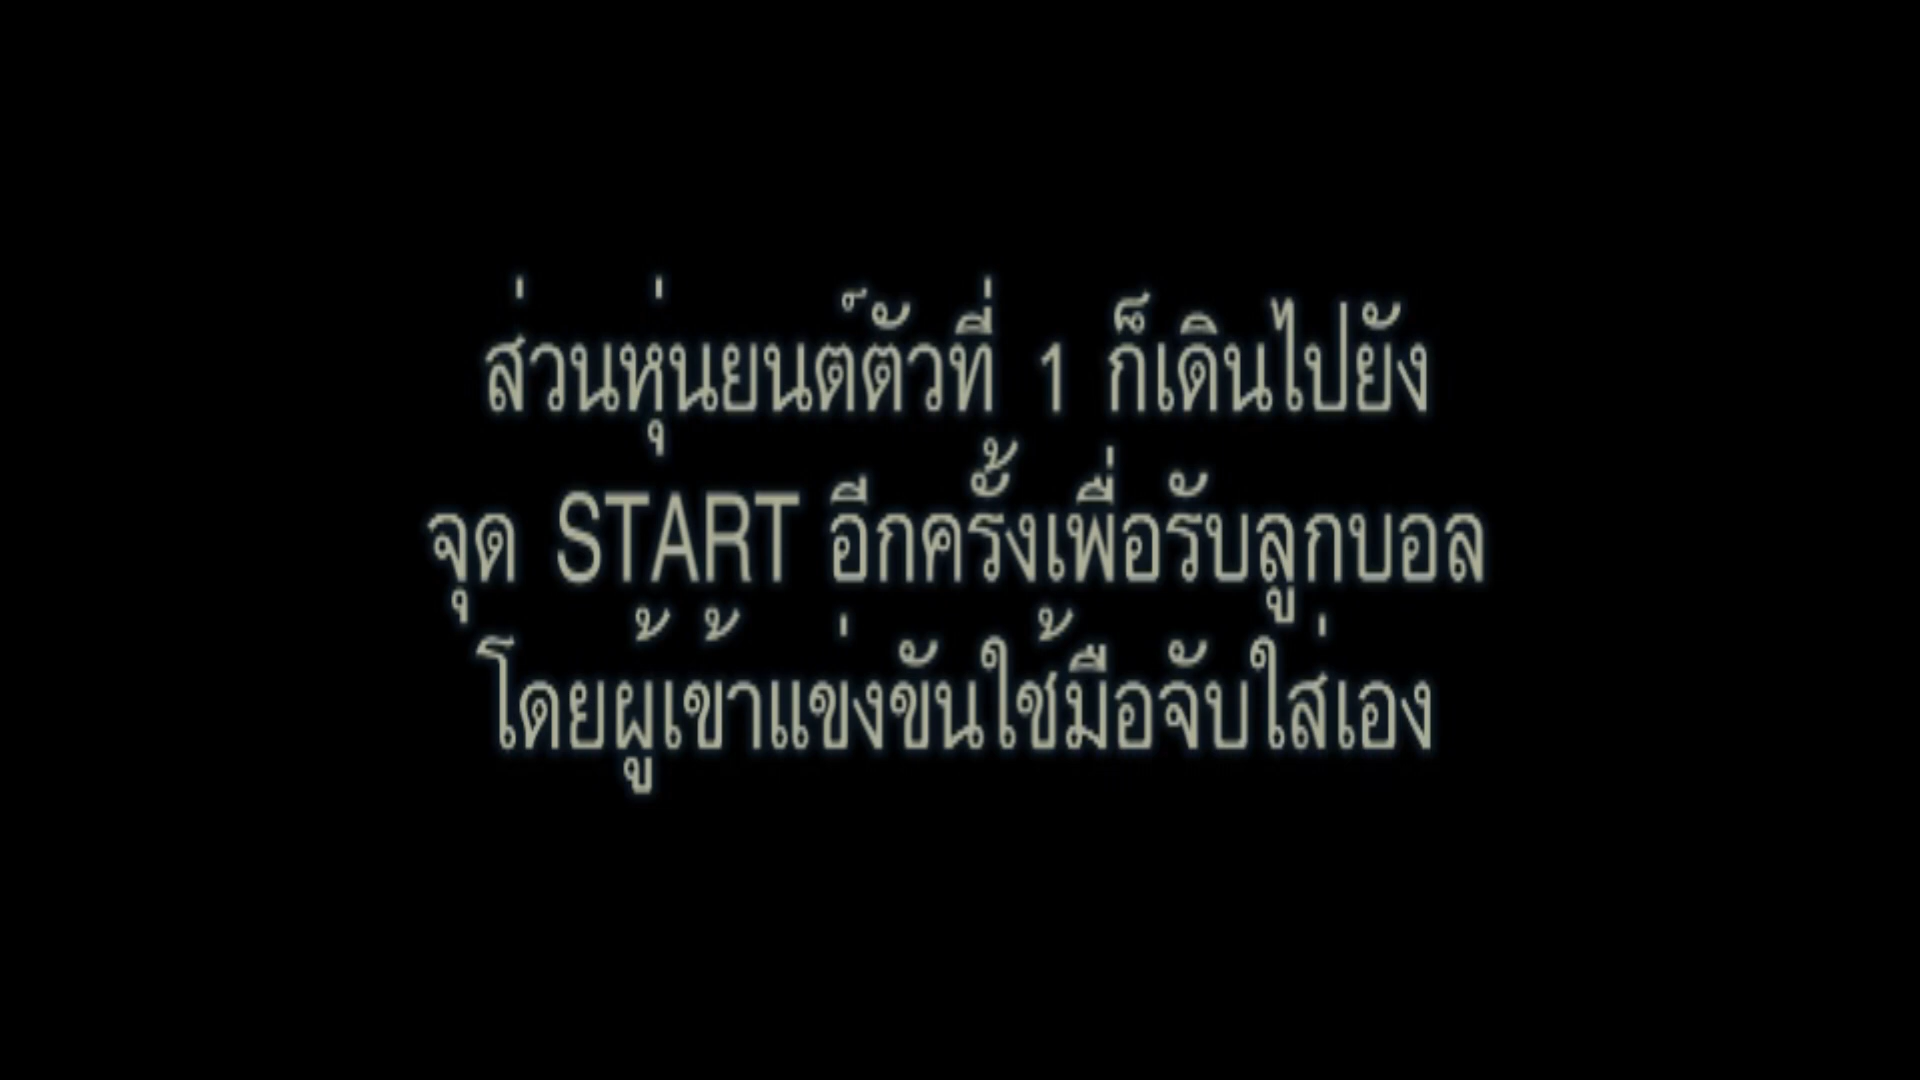 ส่วนหุ่นยนต์ตัวที่ 1 ก็เดินไปยัง
จุด START อีกครั้งเพื่อรับลูกบอล
โดยผู้เข้าแข่งขันใช้มือจับใส่เอง